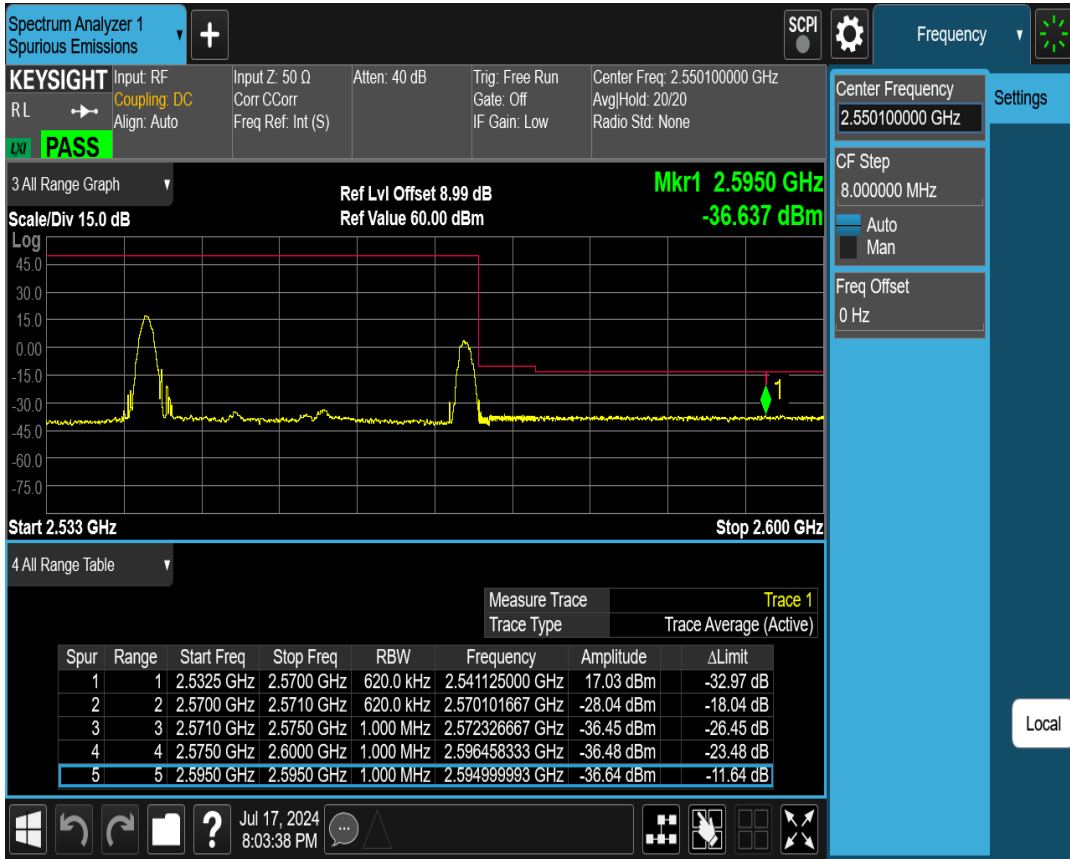 Spectrum Analyzer 1
Spurious Emissions
+
SCPI
Frequency
KEYSIGHT
RL
LXI
PASS
Input: RF
Coupling: DC
Align: Auto
Input Z: 50 Ω
Corr CCorr
Freq Ref: Int (S)
Atten: 40 dB
Trig: Free Run
Gate: Off
IF Gain: Low
Center Freq: 2.550100000 GHz
Avg|Hold: 20/20
Radio Std: None
Center Frequency
2.550100000 GHz
Settings
CF Step
8.000000 MHz
Auto
Man
Freq Offset
0 Hz
Local
3 All Range Graph
Ref Lvl Offset 8.99 dB
Mkr1 2.5950 GHz
Scale/Div 15.0 dB
Ref Value 60.00 dBm
-36.637 dBm
Log
45.0
30.0
15.0
0.00
-15.0
1
-30.0
-45.0
-60.0
-75.0
Start 2.533 GHz
Stop 2.600 GHz
4 All Range Table
Measure Trace Trace 1
Trace Type Trace Average (Active)
Spur Range Start Freq Stop Freq RBW Frequency Amplitude ΔLimit
1 1 2.5325 GHz 2.5700 GHz 620.0 kHz 2.541125000 GHz 17.03 dBm -32.97 dB
2 2 2.5700 GHz 2.5710 GHz 620.0 kHz 2.570101667 GHz -28.04 dBm -18.04 dB
3 3 2.5710 GHz 2.5750 GHz 1.000 MHz 2.572326667 GHz -36.45 dBm -26.45 dB
4 4 2.5750 GHz 2.6000 GHz 1.000 MHz 2.596458333 GHz -36.48 dBm -23.48 dB
5 5 2.5950 GHz 2.5950 GHz 1.000 MHz 2.594999993 GHz -36.64 dBm -11.64 dB
?
Jul 17, 2024
8:03:38 PM